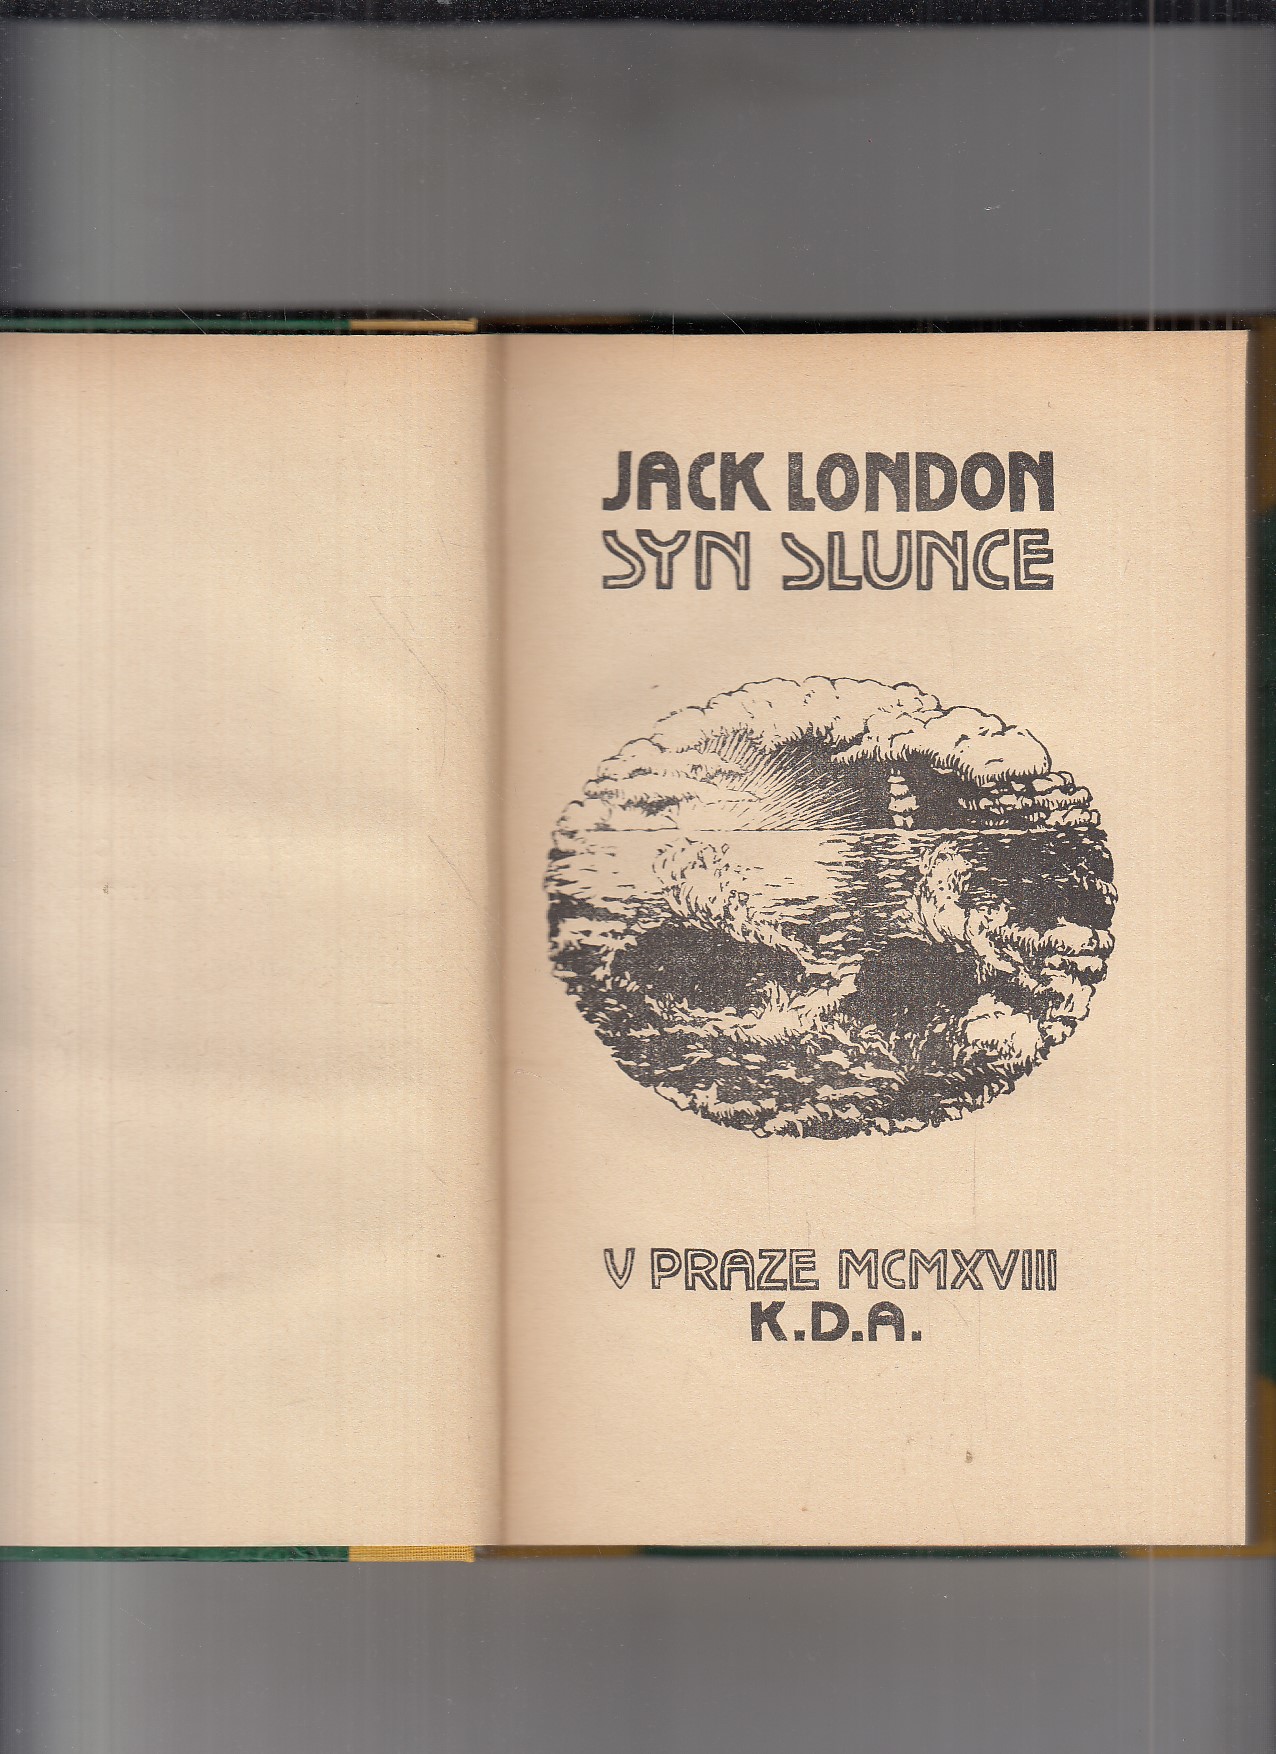 JACK LONDON
SYN SLUNCE
V PRAZE MCMXVIII
K.D.A.